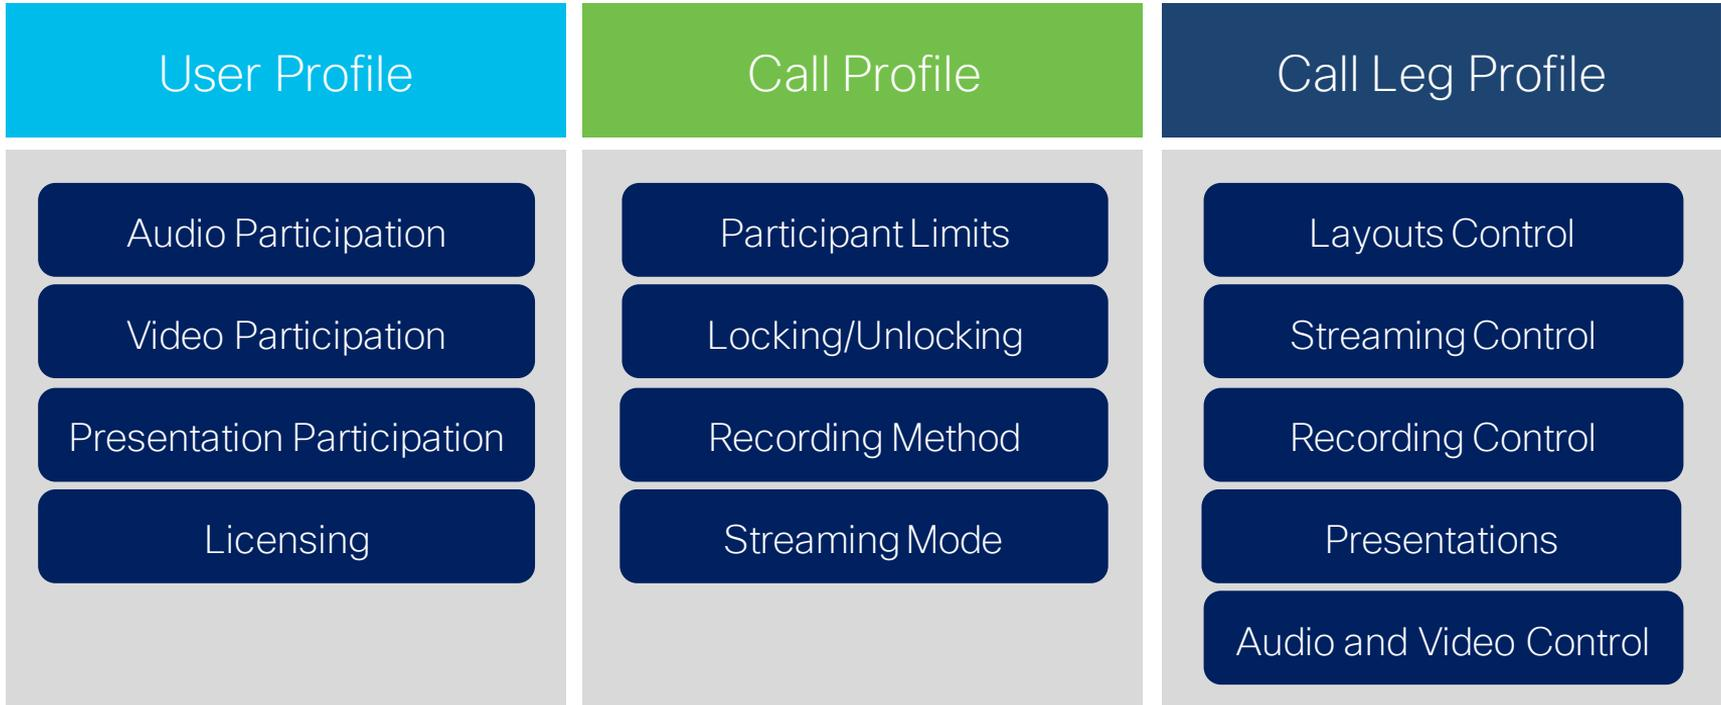 User Profile
Audio Participation
Video Participation
Presentation Participation
Licensing
Call Profile
Participant Limits
Locking/Unlocking
Recording Method
Streaming Mode
Call Leg Profile
Layouts Control
Streaming Control
Recording Control
Presentations
Audio and Video Control